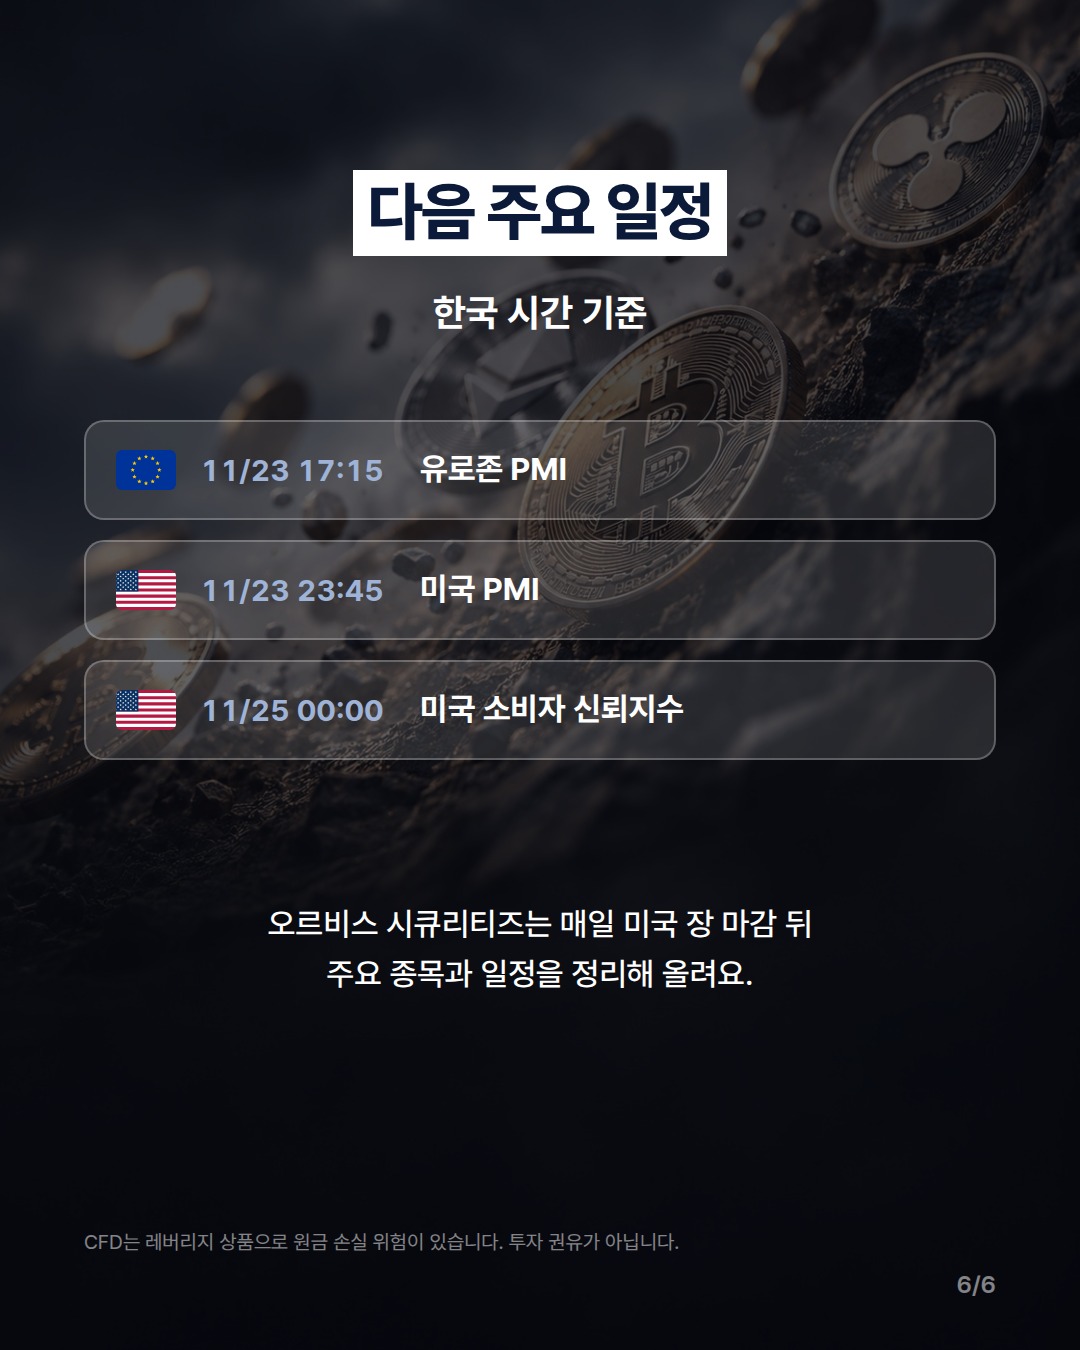 다음 주요 일정
한국 시간 기준
11/23 17:15 유로존 PMI
11/23 23:45 미국 PMI
11/25 00:00 미국 소비자 신뢰지수
오르비스 시큐리티즈는 매일 미국 장 마감 뒤
주요 종목과 일정을 정리해 올려요.
CFD는 레버리지 상품으로 원금 손실 위험이 있습니다. 투자 권유가 아닙니다.
6/6